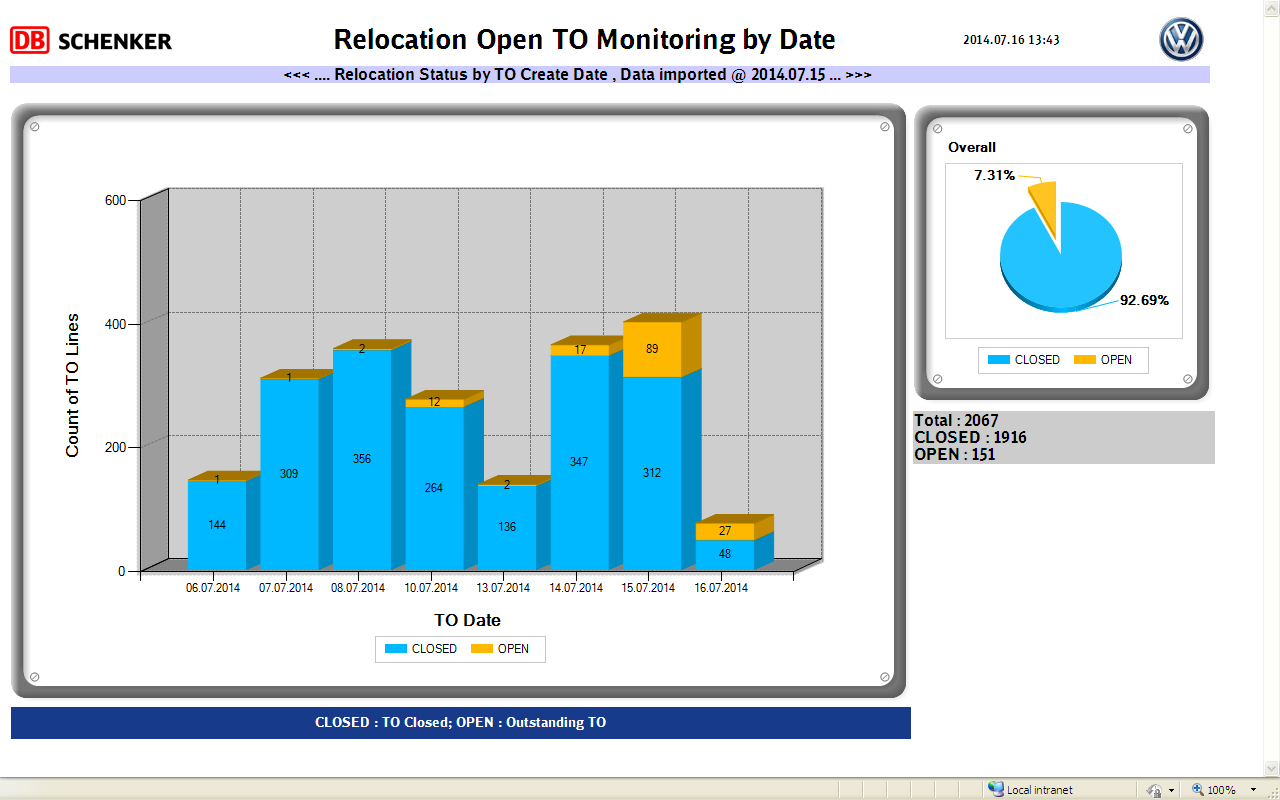 DB SCHENKER
Relocation Open TO Monitoring by Date
2014.07.16 13:43
<<< .... Relocation Status by TO Create Date , Data imported @ 2014.07.15 ... >>>
600
400
200
0
Count of TO Lines
1
144
1
309
2
356
12
264
2
136
17
347
89
312
27
48
06.07.2014 07.07.2014 08.07.2014 10.07.2014 13.07.2014 14.07.2014 15.07.2014 16.07.2014
TO Date
CLOSED OPEN
Overall
7.31%
92.69%
CLOSED OPEN
Total : 2067
CLOSED : 1916
OPEN : 151
CLOSED : TO Closed; OPEN : Outstanding TO
Local intranet
100%